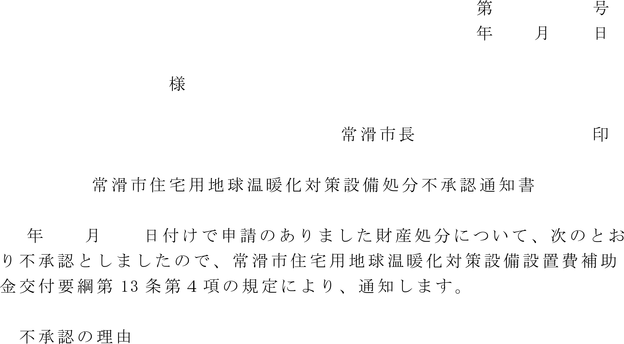 第　　　　　号
年　　月　　日
様
常滑市長　　　　　　　　　印
常滑市住宅用地球温暖化対策設備処分不承認通知書
年　　月　　日付けで申請のありました財産処分について、次のとお
り不承認としましたので、常滑市住宅用地球温暖化対策設備設置費補助
金交付要綱第 13 条第４項の規定により、通知します。
不承認の理由